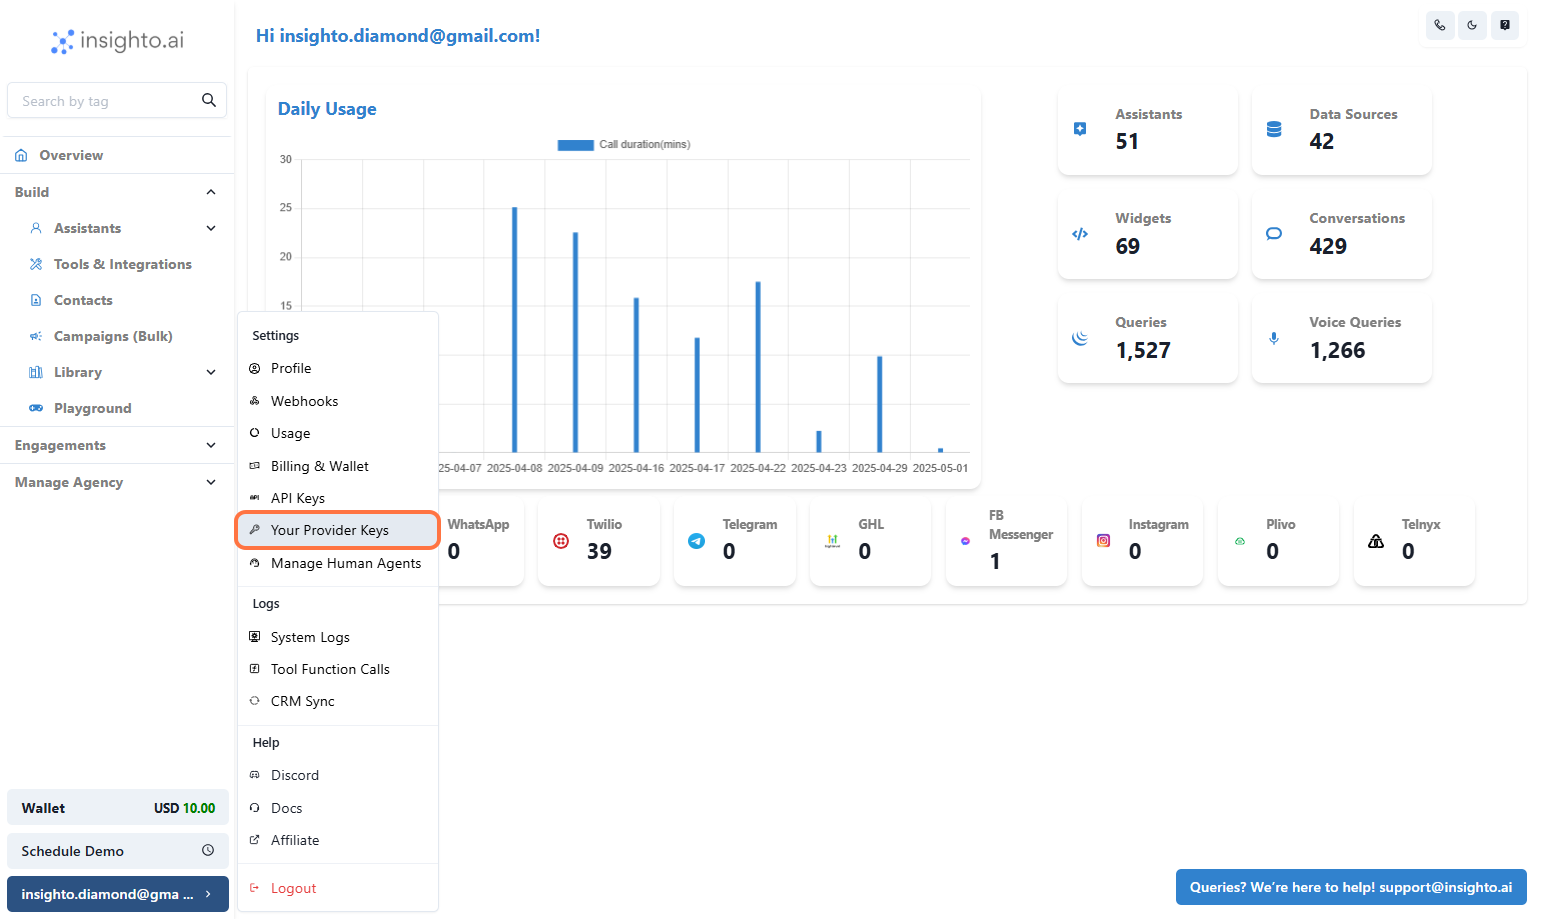 insighto.ai
Search by tag
Overview
Build
Assistants
Tools & Integrations
Contacts
Campaigns (Bulk)
Library
Playground
Engagements
Manage Agency
Wallet USD 10.00
Schedule Demo
insighto.diamond@gma ...
Settings
Profile
Webhooks
Usage
Billing & Wallet
API API Keys
Your Provider Keys
Manage Human Agents
Logs
System Logs
Tool Function Calls
CRM Sync
Help
Discord
Docs
Affiliate
Logout
Hi insighto.diamond@gmail.com!
Daily Usage
Call duration(mins)
30
25
20
15
25-04-07 2025-04-08 2025-04-09 2025-04-16 2025-04-17 2025-04-22 2025-04-23 2025-04-29 2025-05-01
Assistants
51
Data Sources
42
Widgets
69
Conversations
429
Queries
1,527
Voice Queries
1,266
WhatsApp
0
Twilio
39
Telegram
0
GHL
0
FB
Messenger
1
Instagram
0
Plivo
0
Telnyx
0
Queries? We're here to help! support@insighto.ai